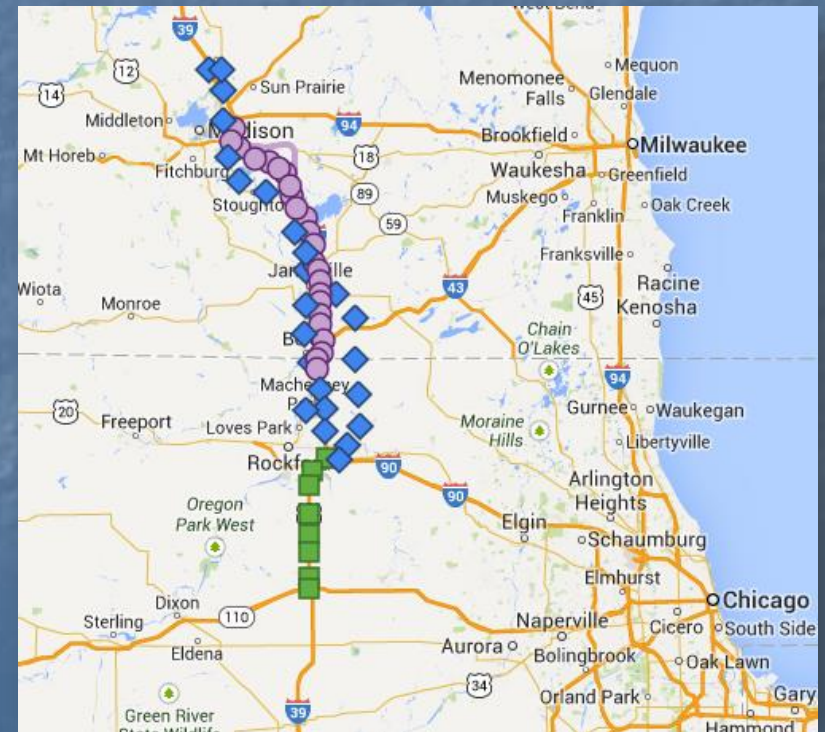 West Bend
39
12
Sun Prairie
Mequon
14
Menomonee
Falls
Glendale
Middleton
94
Brookfield
Milwaukee
Mt Horeb
18
Waukesha
Greenfield
Fitchburg
89
Muskego
Oak Creek
59
Franklin
Franksville
Wiota
43
Racine
45
Kenosha
Monroe
Chain
O'Lakes
94
20
Freeport
Loves Park
Gurnee
Waukegan
Moraine
Hills
Libertyville
90
Arlington
Heights
90
Oregon
Park West
Elgin
Schaumburg
Elmhurst
Dixon
Chicago
110
Sterling
Naperville
Cicero
South Side
Aurora
Eldena
Bolingbrook
Oak Lawn
34
Orland Park
Gary
39
Green River
State Wildlife
Hammond